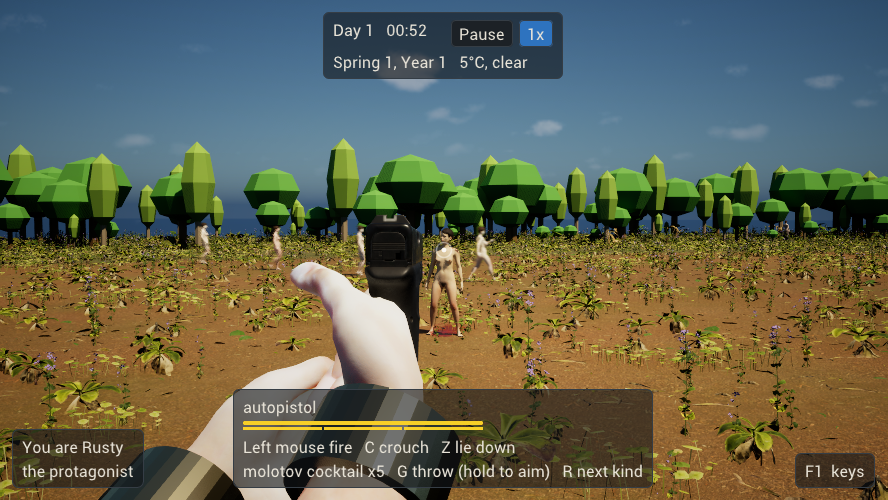 Day 1 00:52 Pause 1x
Spring 1, Year 1 5°C, clear
autopistol
Left mouse fire C crouch Z lie down
molotov cocktail x5 G throw (hold to aim) R next kind
You are Rusty
the protagonist
F1 keys